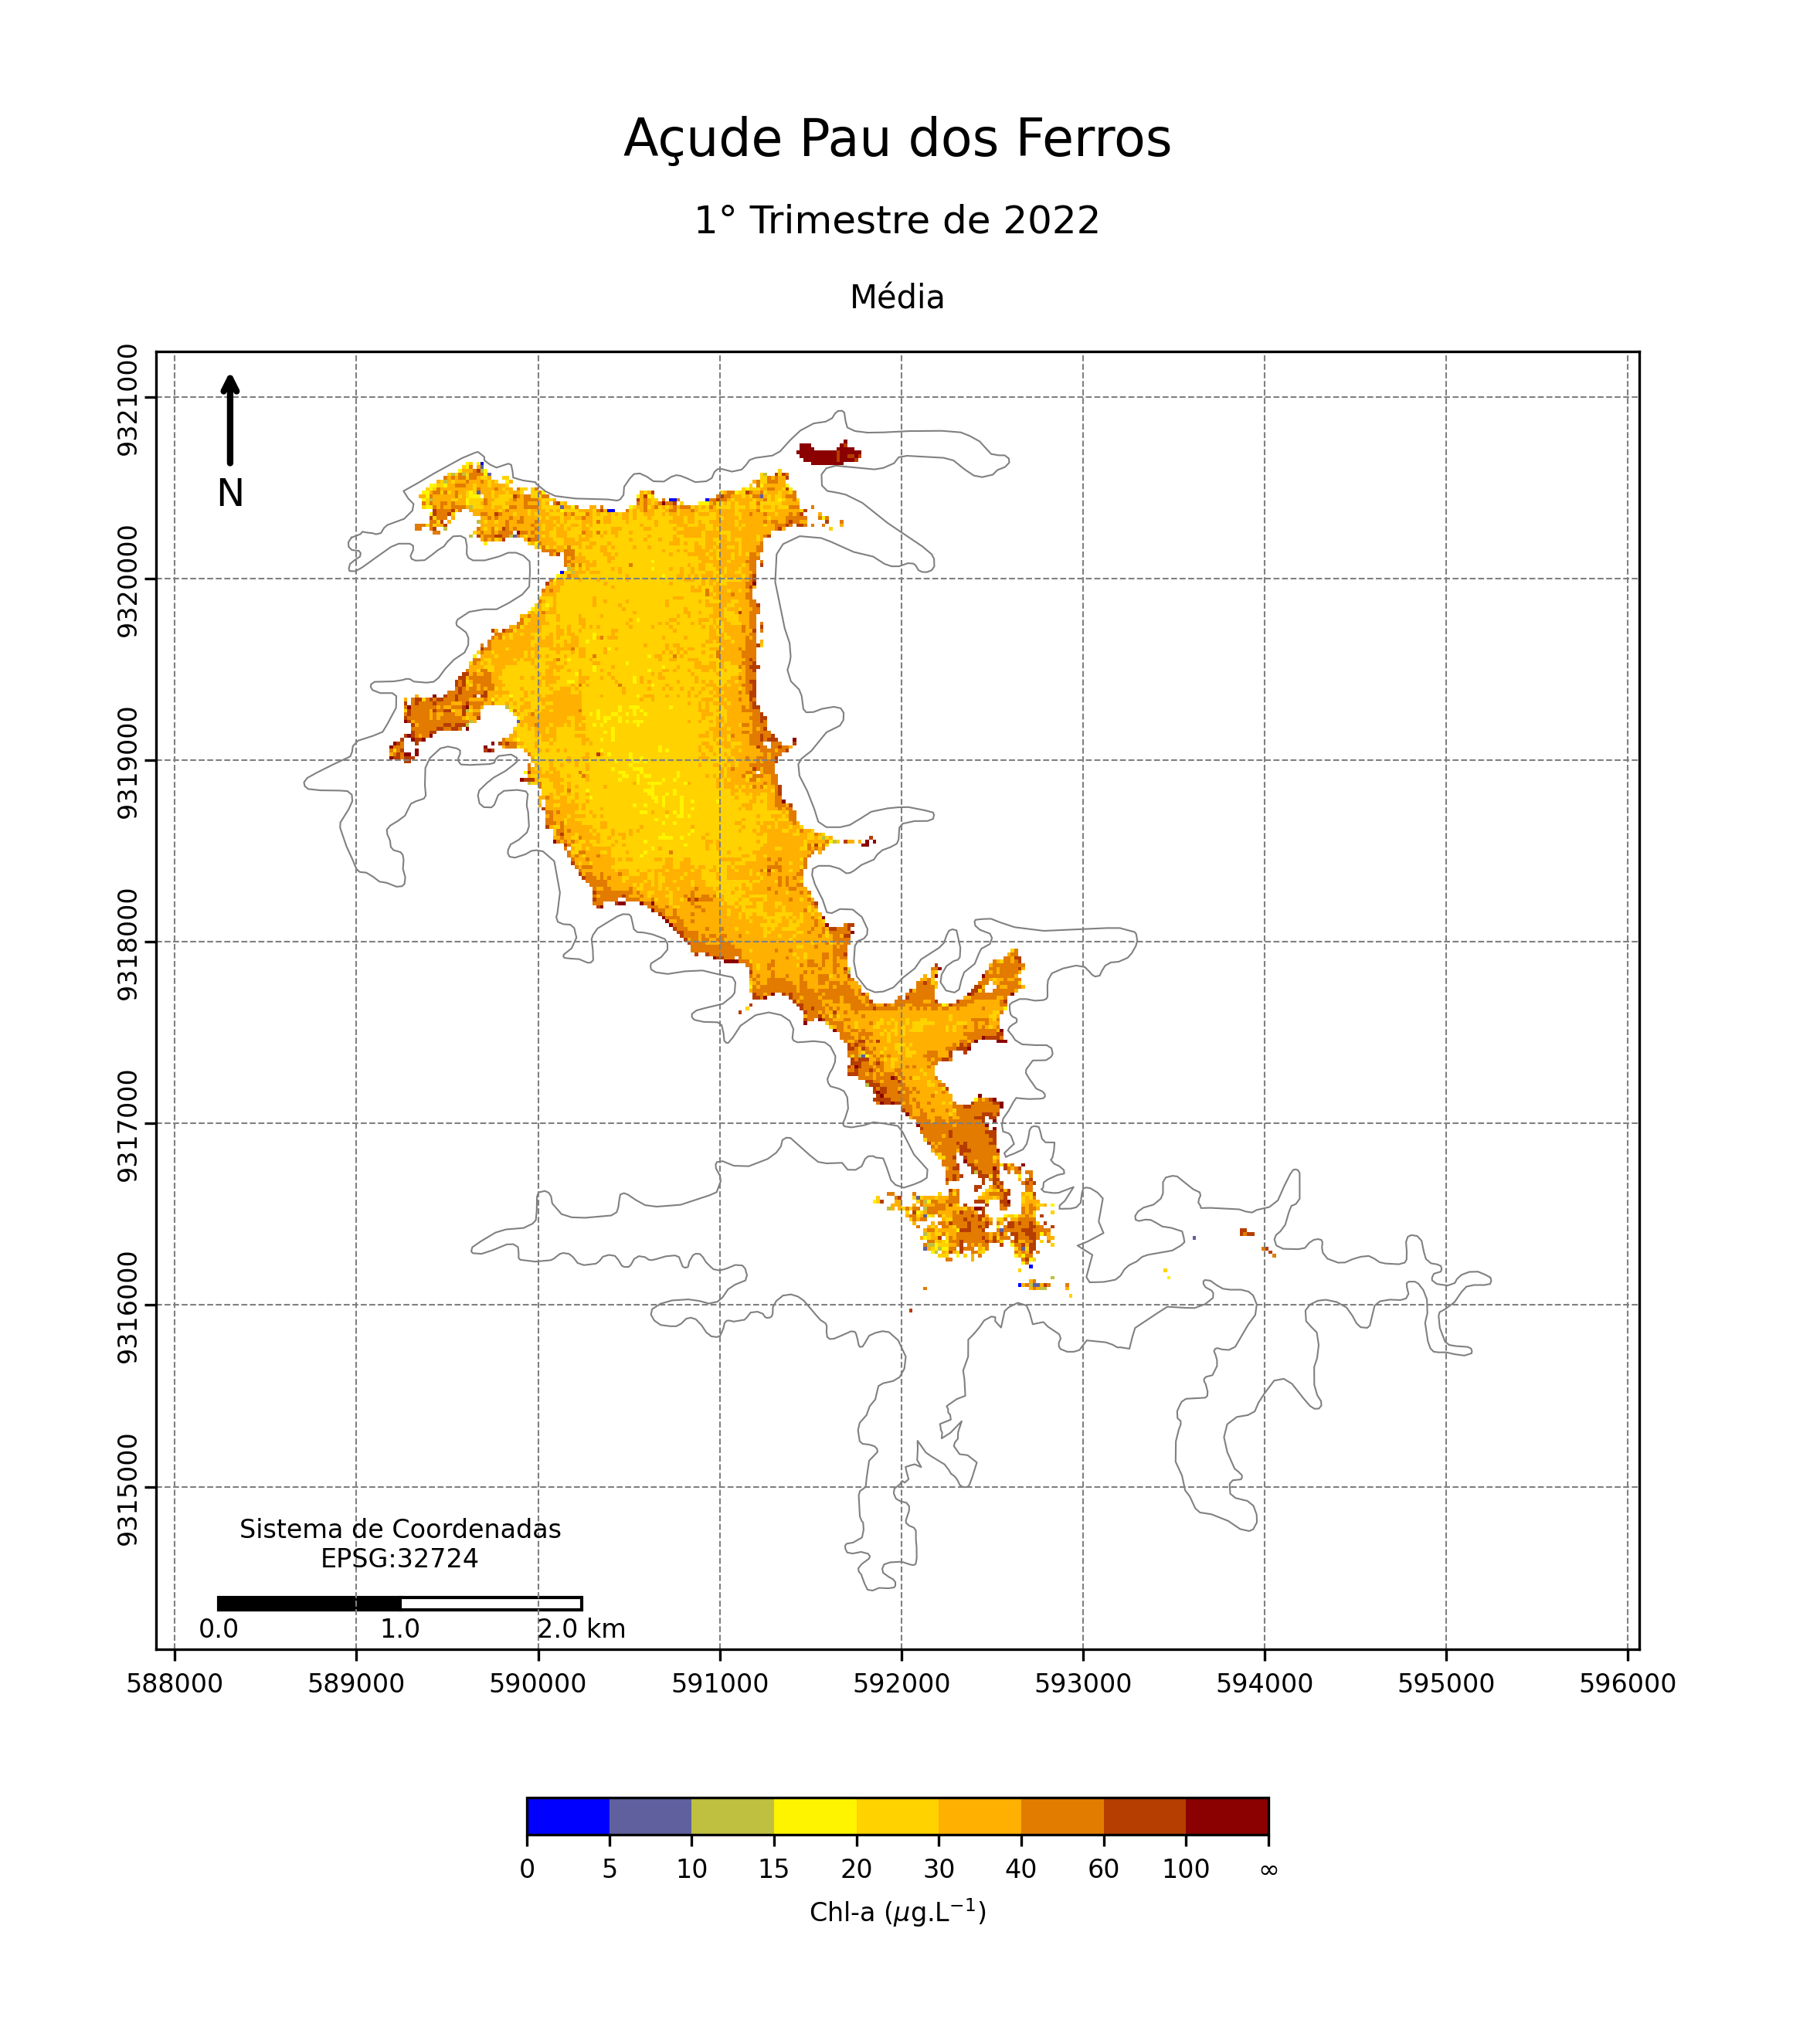 Açude Pau dos Ferros
1° Trimestre de 2022
Média
9321000
9320000
9319000
9318000
9317000
9316000
9315000
N
Sistema de Coordenadas
EPSG:32724
0.0 1.0 2.0 km
588000 589000 590000 591000 592000 593000 594000 595000 596000
0 5 10 15 20 30 40 60 100 ∞
Chl-a (μg.L⁻¹)